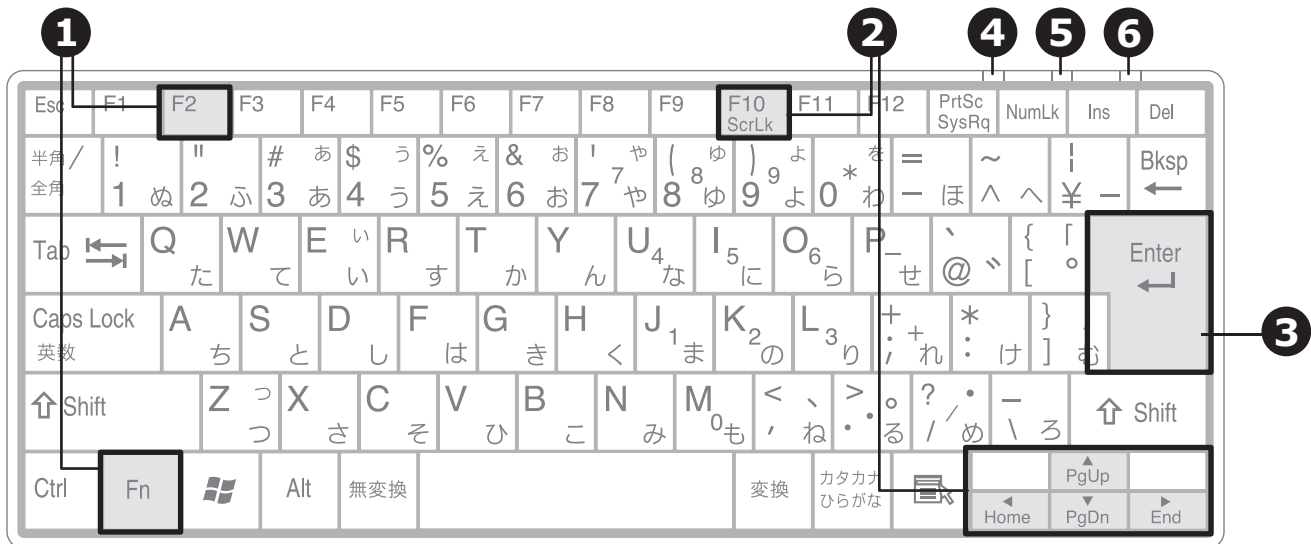 1 2 4 5 6
Esc F1 F2 F3 F4 F5 F6 F7 F8 F9 F10 ScrLk F11 F12 PrtSc SysRq NumLk Ins Del
半角/全角 ! 1 ぬ " 2 ふ # あ 3 あ $ ぅ 4 う % ぇ 5 え & ぉ 6 お ' ゃ 7 7 や ( ゅ 8 8 ゆ ) ょ 9 9 よ を 0 * わ = - ほ ~ ^ へ ¦ ¥ ー Bksp ←
Tab Q た W て E ぃ い R す T か Y ん U 4 な I 5 に O 6 ら P - せ ` @ ゛ { 「 [ ゜ Enter
3
Caps Lock 英数 A ち S と D し F は G き H く J 1 ま K 2 の L 3 り + ; + れ * : け } 」 ] む
Shift Z っ つ X さ C そ V ひ B こ N み M 0 も < 、 , ね > 。 . . る ? ・ / / め _ \ ろ Shift
Ctrl Fn Alt 無変換 変換 カタカナ ひらがな PgUp
Home PgDn End